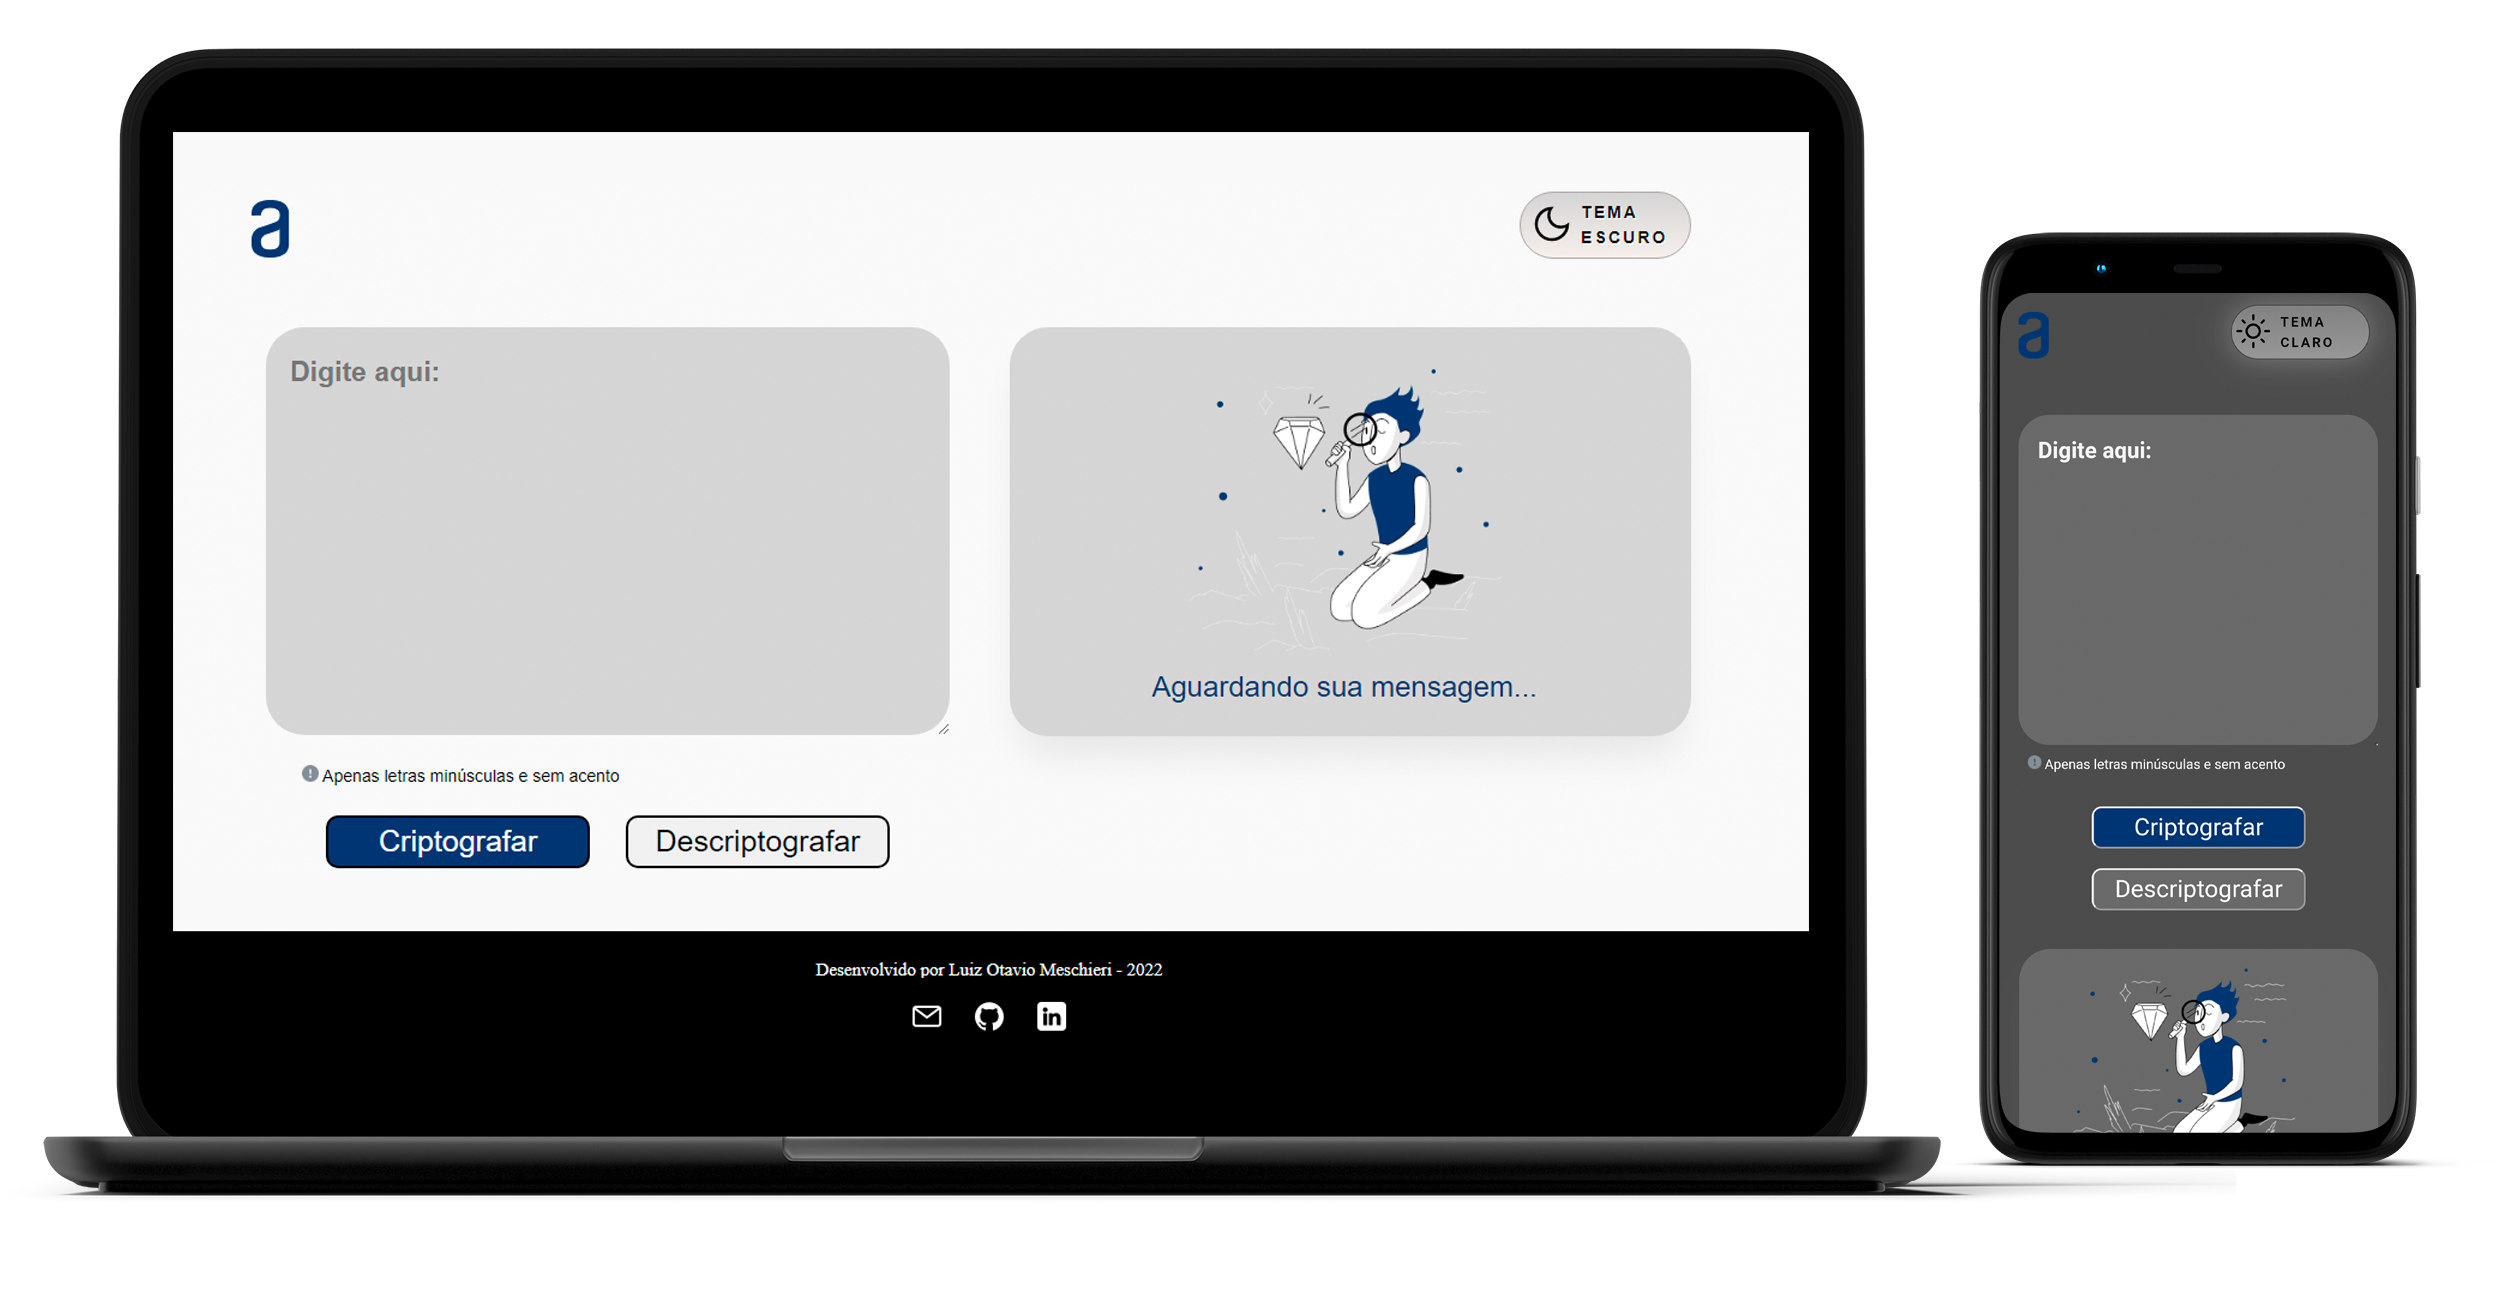 a
TEMA
ESCURO
Digite aqui:
Aguardando sua mensagem...
Apenas letras minúsculas e sem acento
Criptografar
Descriptografar
Desenvolvido por Luiz Otavio Meschieri - 2022
in
a
TEMA
CLARO
Digite aqui:
Apenas letras minúsculas e sem acento
Criptografar
Descriptografar